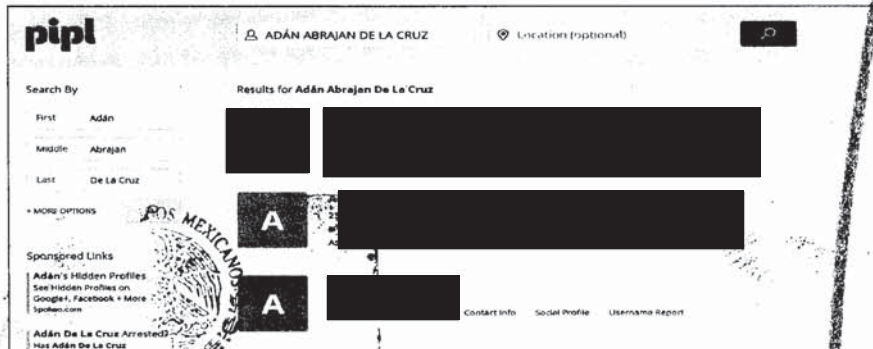 pipl
ADÁN ABRAJAN DE LA CRUZ
Location (optional)
Search By
Results for Adán Abrajan De La Cruz
First Adán
Middle Abrajan
Last De La Cruz
+ MORE OPTIONS
A
OS MEXICANOS
Sponsored Links
Adán's Hidden Profiles
See Hidden Profiles on
Google+, Facebook + More
Spokeo.com
A
Contact Info Social Profile Username Report
Adán De La Cruz Arrested?
Has Adán De La Cruz